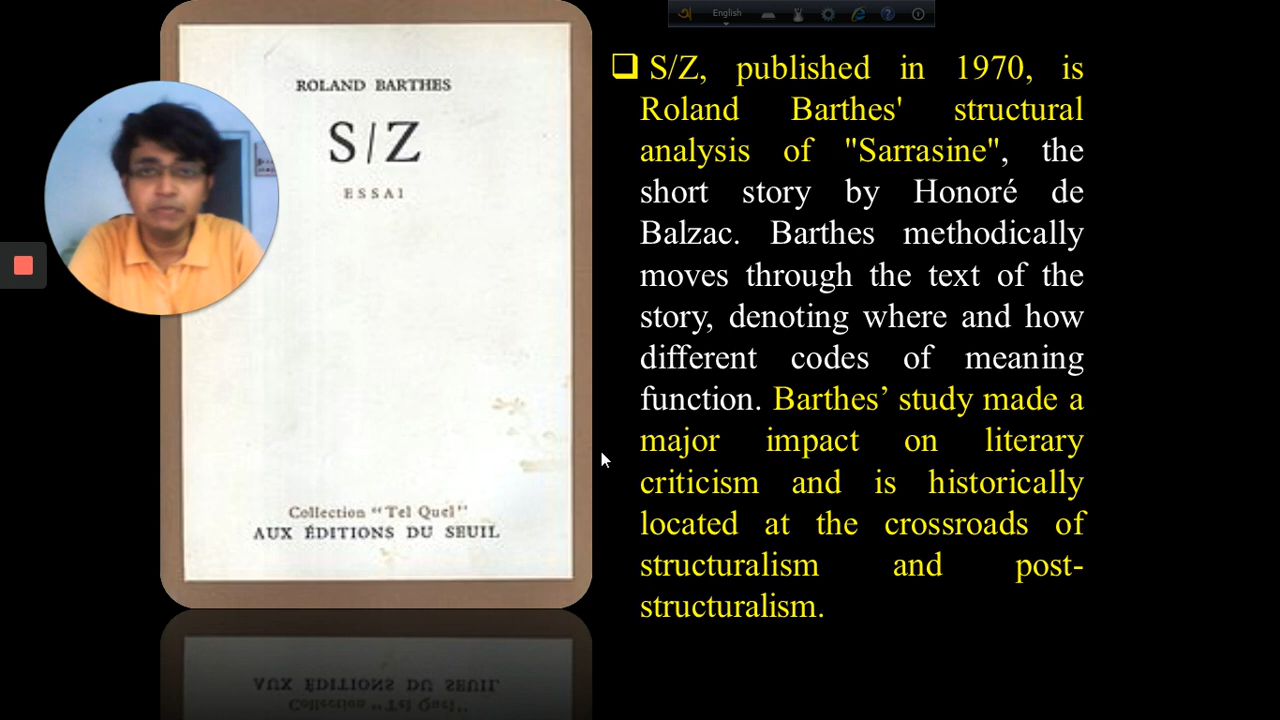 English
ROLAND BARTHES
S/Z
ESSAI
Collection "Tel Quel"
AUX ÉDITIONS DU SEUIL
S/Z, published in 1970, is
Roland Barthes' structural
analysis of "Sarrasine", the
short story by Honoré de
Balzac. Barthes methodically
moves through the text of the
story, denoting where and how
different codes of meaning
function. Barthes’ study made a
major impact on literary
criticism and is historically
located at the crossroads of
structuralism and post-
structuralism.